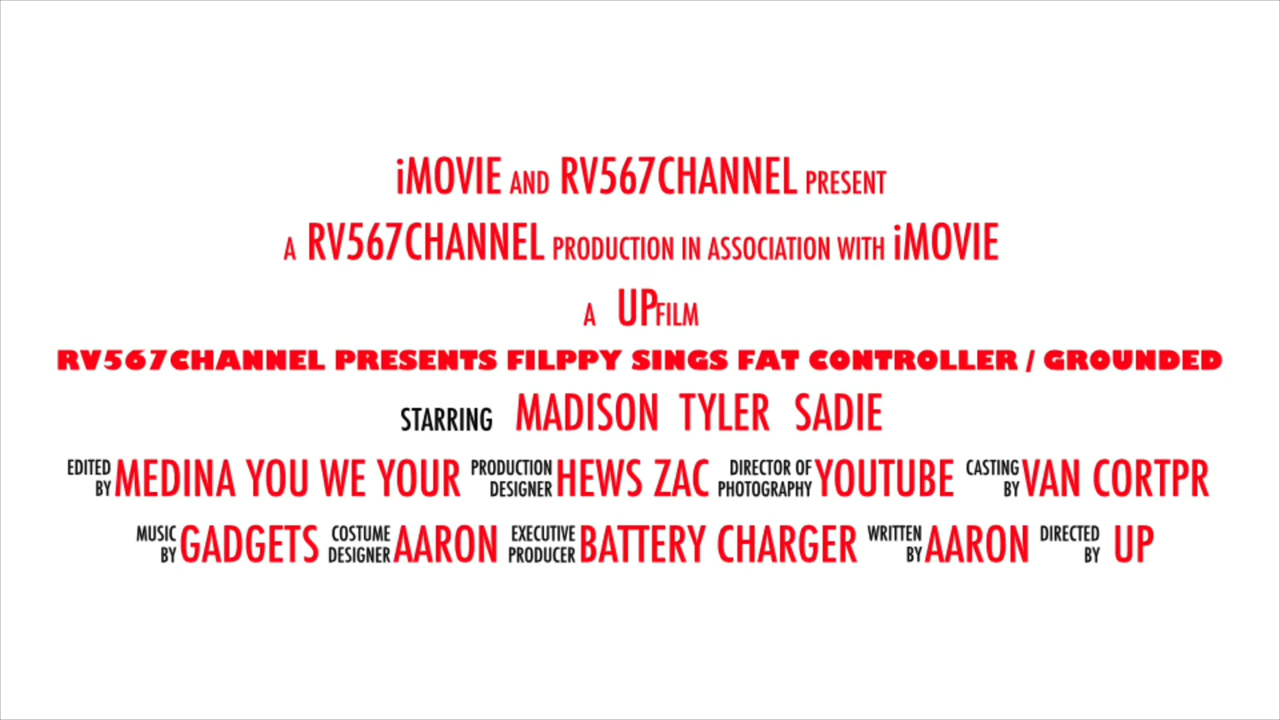 iMOVIE AND RV567CHANNEL PRESENT
A RV567CHANNEL PRODUCTION IN ASSOCIATION WITH iMOVIE
A UP FILM
RV567CHANNEL PRESENTS FILPPY SINGS FAT CONTROLLER / GROUNDED
STARRING MADISON TYLER SADIE
EDITED BY MEDINA YOU WE YOUR PRODUCTION DESIGNER HEWS ZAC DIRECTOR OF PHOTOGRAPHY YOUTUBE CASTING BY VAN CORTPR
MUSIC BY GADGETS COSTUME DESIGNER AARON EXECUTIVE PRODUCER BATTERY CHARGER WRITTEN BY AARON DIRECTED BY UP